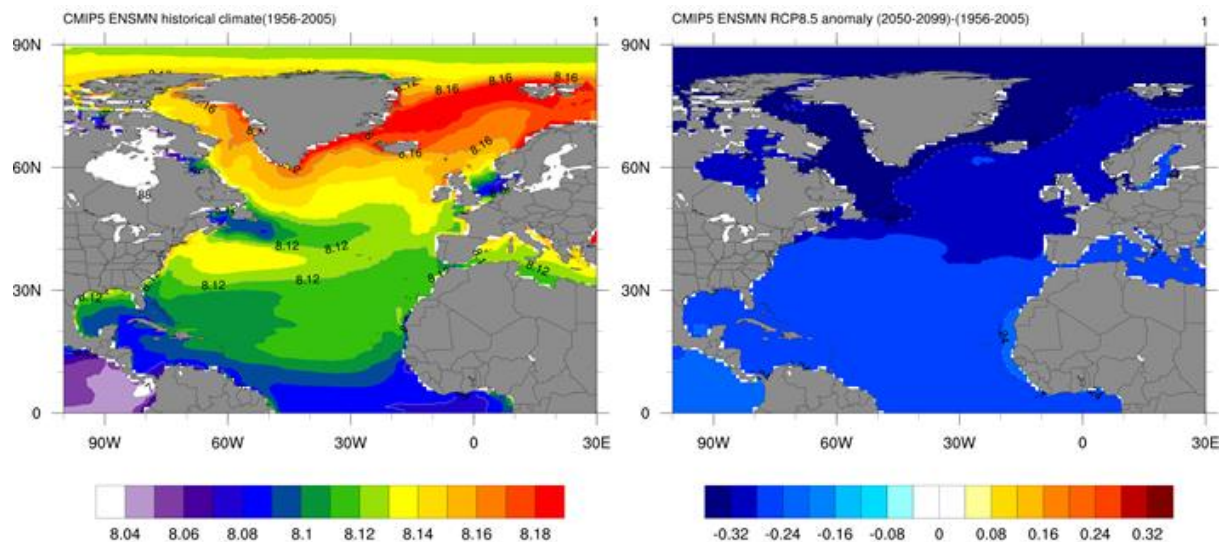 CMIP5 ENSMN historical climate(1956-2005) 1
CMIP5 ENSMN RCP8.5 anomaly (2050-2099)-(1956-2005) 1
90N
60N
30N
0
90W 60W 30W 0 30E
8.16
8.16
8.16
8.16
8.12
8.12
8.12
8.12
8.12
8.12
8.04 8.06 8.08 8.1 8.12 8.14 8.16 8.18
90N
60N
30N
0
90W 60W 30W 0 30E
-0.32 -0.24 -0.16 -0.08 0 0.08 0.16 0.24 0.32